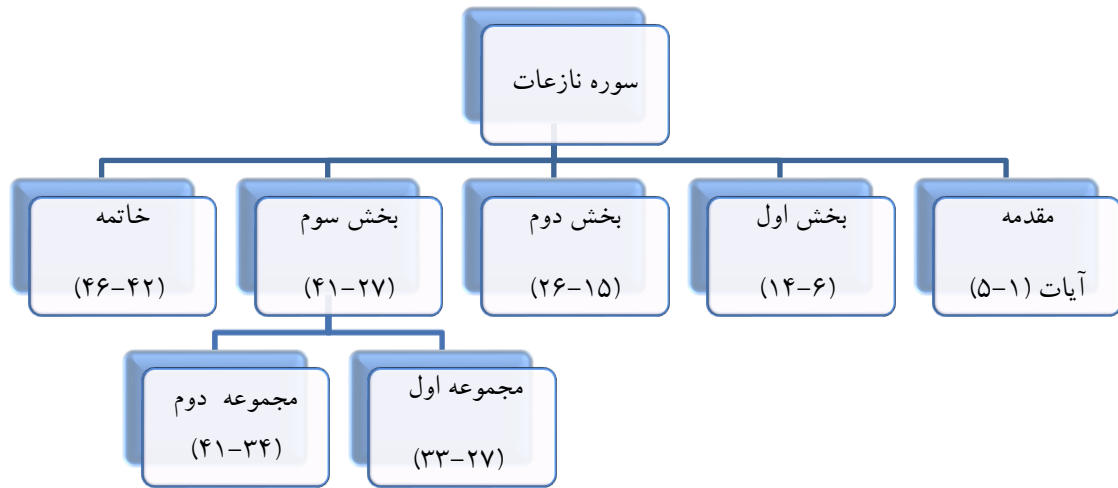 سوره نازعات
مقدمه
آیات (۱-۵)
بخش اول
(۶-۱۴)
بخش دوم
(۱۵-۲۶)
بخش سوم
(۲۷-۴۱)
خاتمه
(۴۲-۴۶)
مجموعه اول
(۲۷-۳۳)
مجموعه دوم
(۳۴-۴۱)